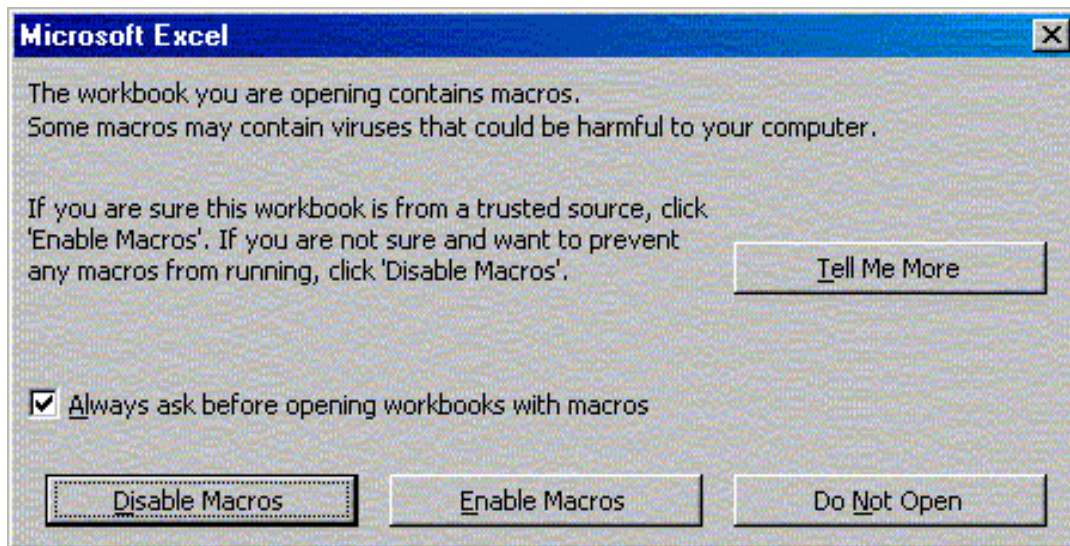 Microsoft Excel
The workbook you are opening contains macros.
Some macros may contain viruses that could be harmful to your computer.
If you are sure this workbook is from a trusted source, click
'Enable Macros'. If you are not sure and want to prevent
any macros from running, click 'Disable Macros'.
Tell Me More
Always ask before opening workbooks with macros
Disable Macros
Enable Macros
Do Not Open